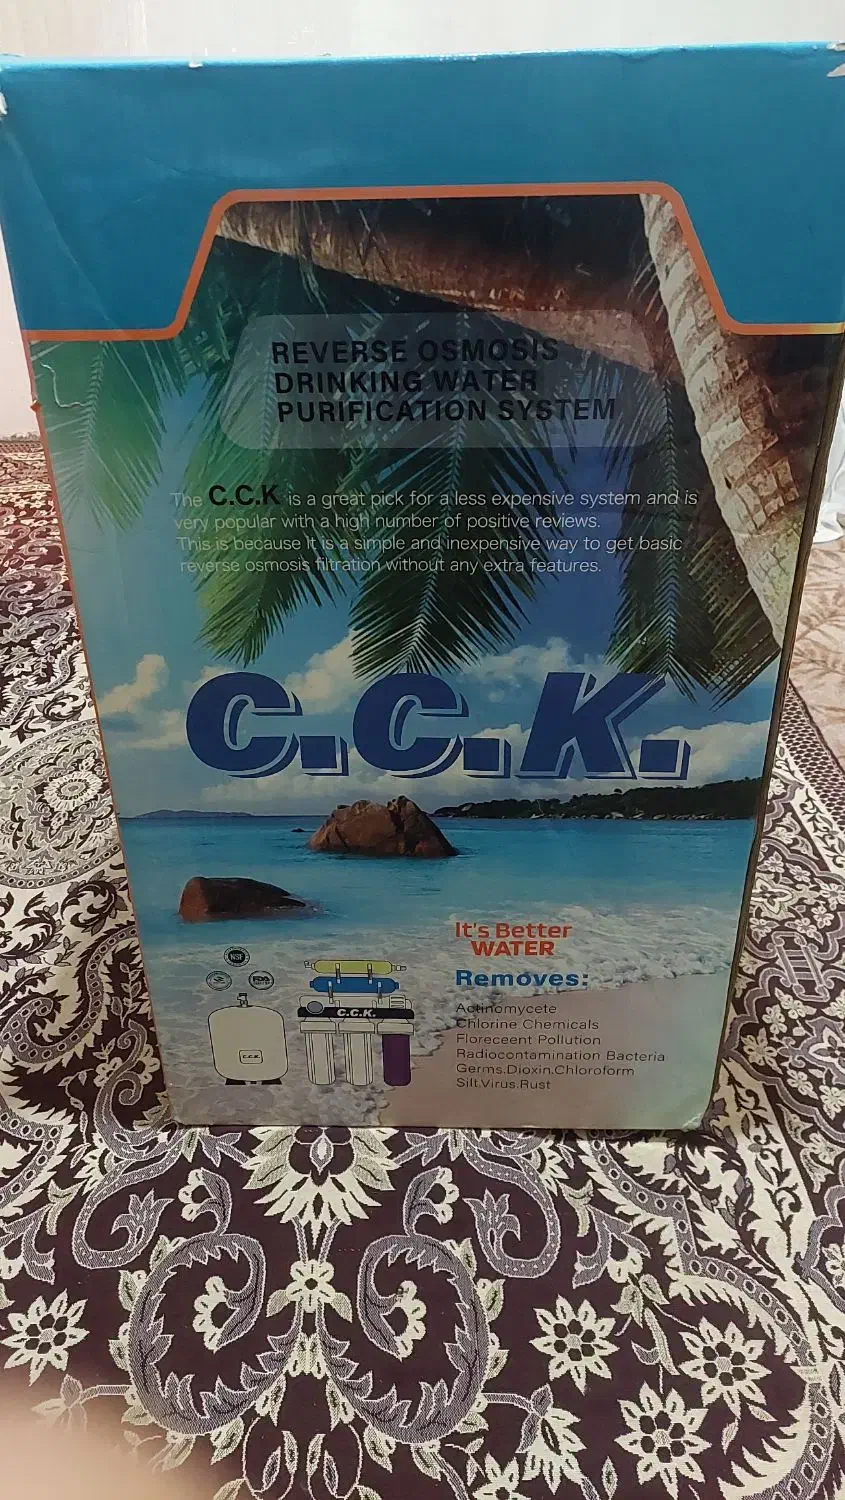 REVERSE OSMOSIS
DRINKING WATER
PURIFICATION SYSTEM
The C.C.K is a great pick for a less expensive system and is
very popular with a high number of positive reviews.
This is because It is a simple and inexpensive way to get basic
reverse osmosis filtration without any extra features.
C.C.K.
It's Better
WATER
Removes:
Actinomycete
Chlorine Chemicals
Floreceent Pollution
Radiocontamination Bacteria
Germs.Dioxin.Chloroform
Silt.Virus.Rust
NSF
FDA
C.C.K.
C.C.K.